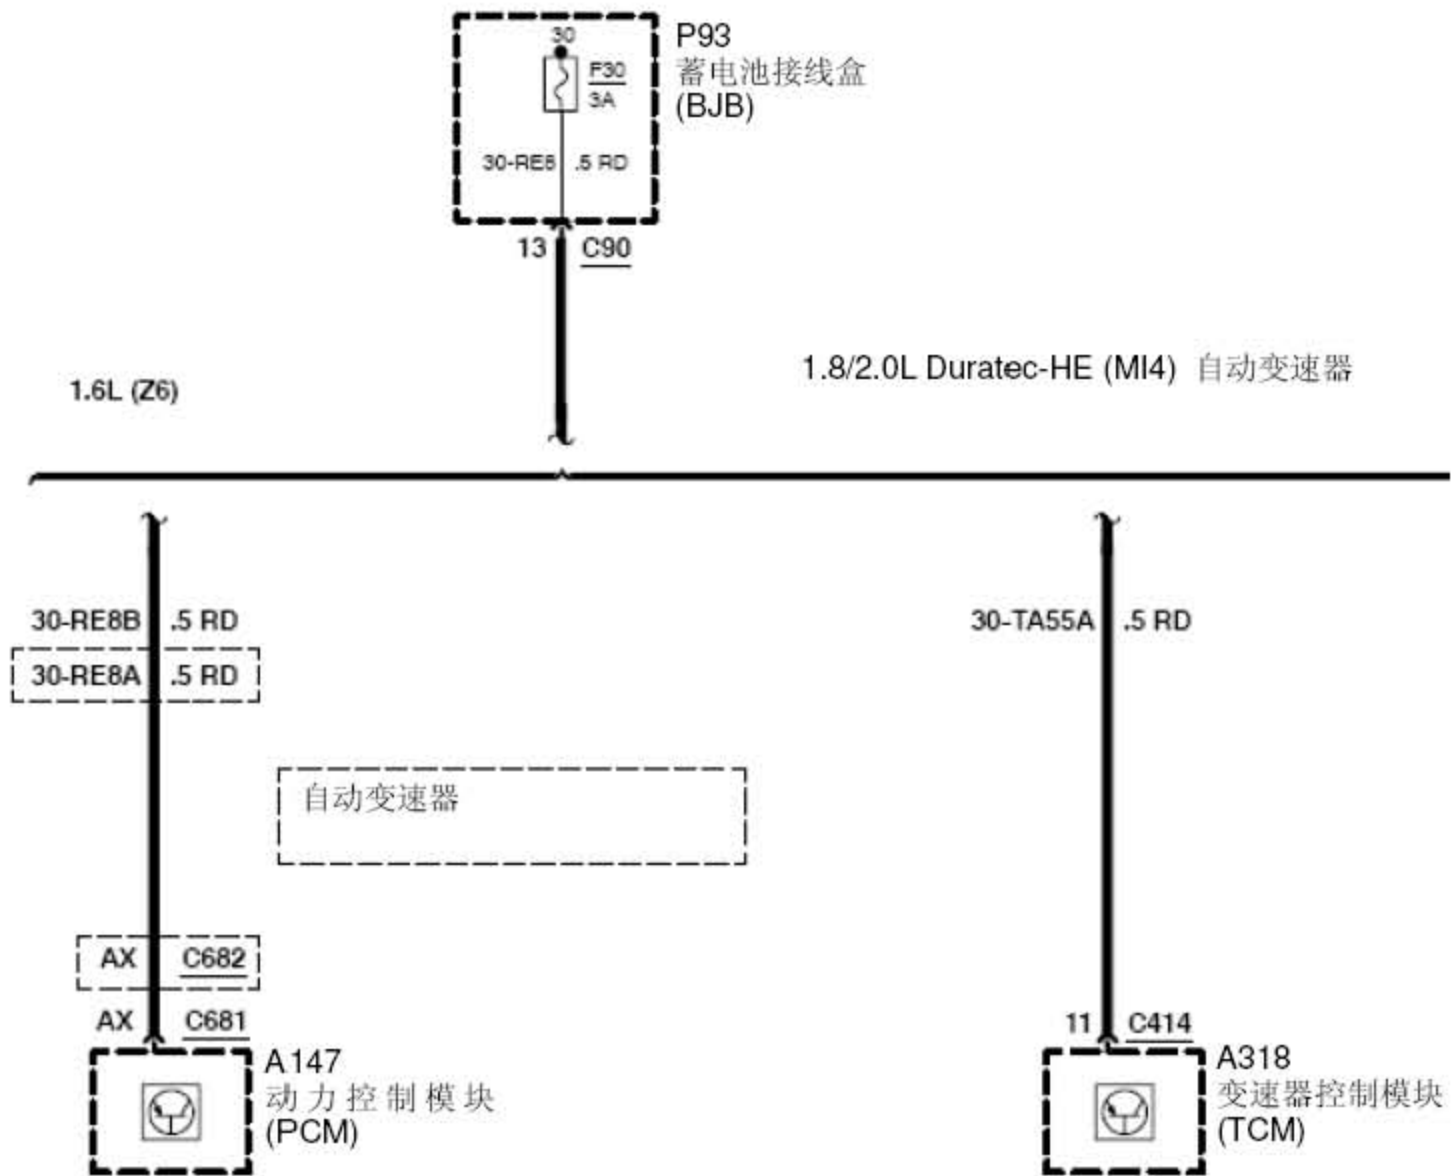 30
F30
3A
30-RE8 .5 RD
P93
蓄电池接线盒
(BJB)
13 C90
1.6L (Z6)
1.8/2.0L Duratec-HE (MI4) 自动变速器
30-RE8B .5 RD
30-RE8A .5 RD
30-TA55A .5 RD
自动变速器
AX C682
AX C681
A147
动力控制模块
(PCM)
11 C414
A318
变速器控制模块
(TCM)